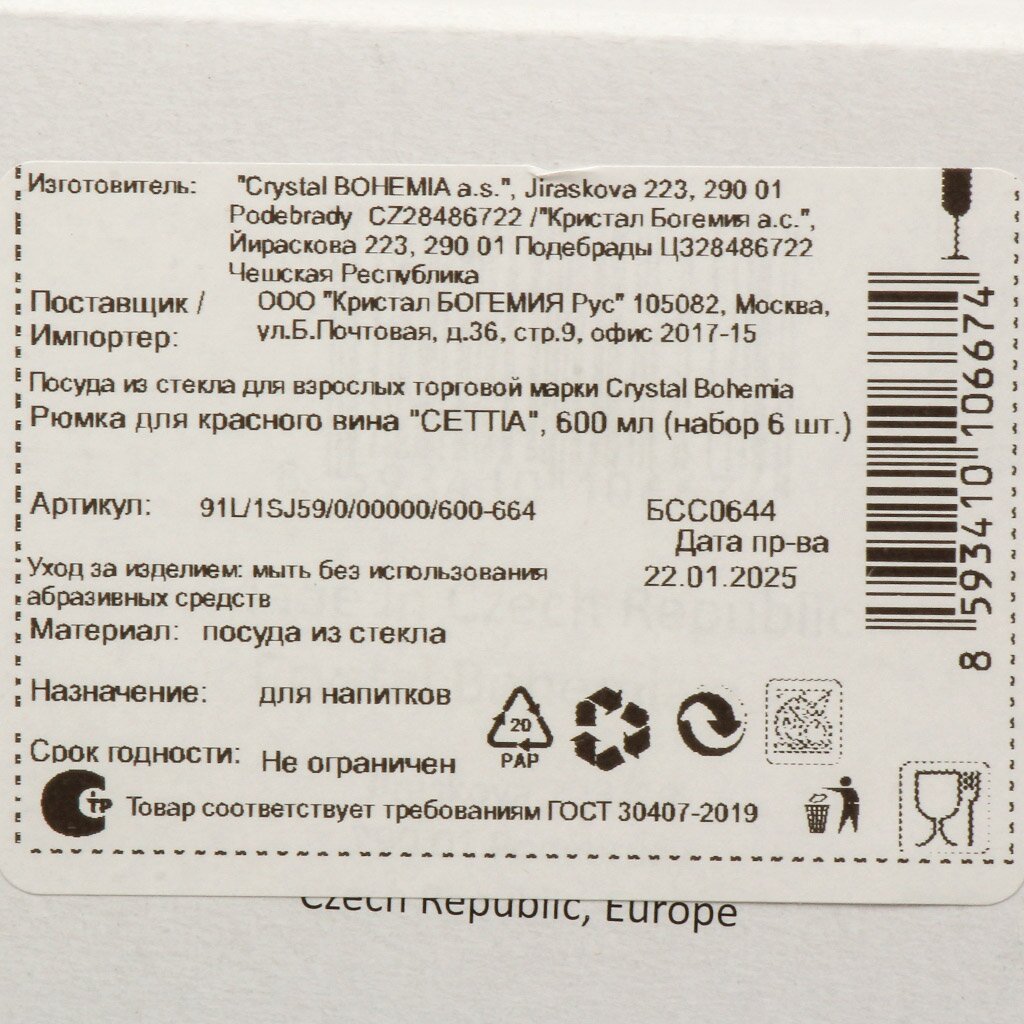 Изготовитель: "Crystal BOHEMIA a.s.", Jiraskova 223, 290 01
Podebrady CZ28486722 /"Кристал Богемия а.с.",
Йираскова 223, 290 01 Подебрады ЦЗ28486722
Чешская Республика
Поставщик / ООО "Кристал БОГЕМИЯ Рус" 105082, Москва,
Импортер: ул.Б.Почтовая, д.36, стр.9, офис 2017-15
Посуда из стекла для взрослых торговой марки Crystal Bohemia
Рюмка для красного вина "СЕТТIА", 600 мл (набор 6 шт.)
Артикул: 91L/1SJ59/0/00000/600-664 БСС0644
Дата пр-ва
22.01.2025
Уход за изделием: мыть без использования
абразивных средств
Материал: посуда из стекла
Назначение: для напитков
Срок годности: Не ограничен
20
PAP
СТР Товар соответствует требованиям ГОСТ 30407-2019
8 593410 106674
Czech Republic, Europe